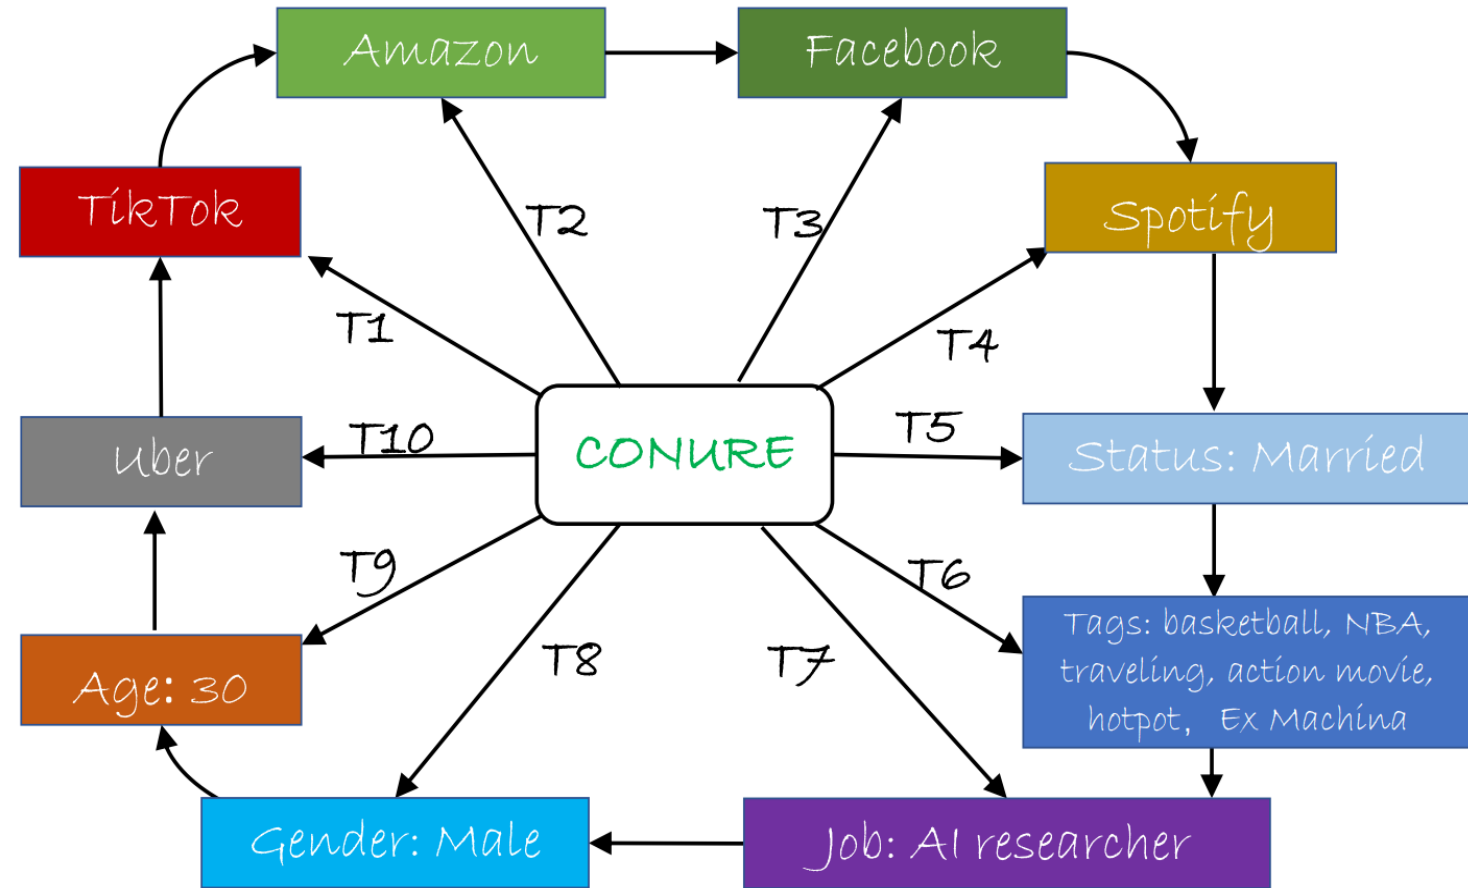 Amazon
Facebook
TikTok
T2
T3
Spotify
T1
T4
Uber
T10
CONURE
T5
Status: Married
T9
T6
Age: 30
T8
T7
Tags: basketball, NBA,
traveling, action movie,
hotpot, Ex Machina
Gender: Male
Job: AI researcher